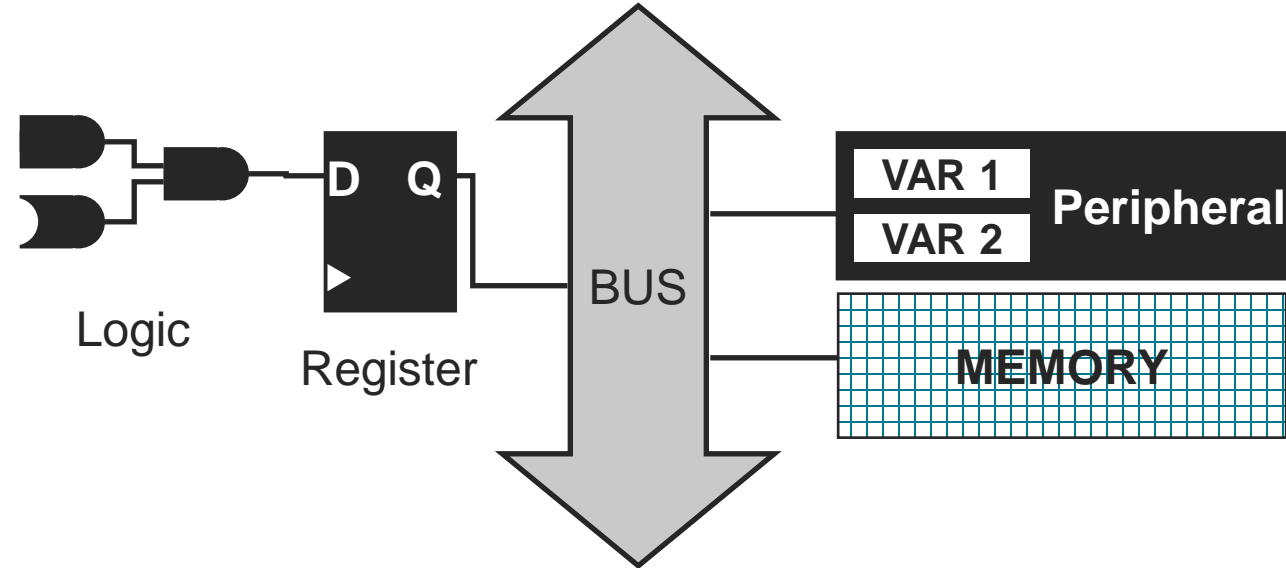 D Q
Logic
Register
BUS
VAR 1
VAR 2
Peripheral
MEMORY